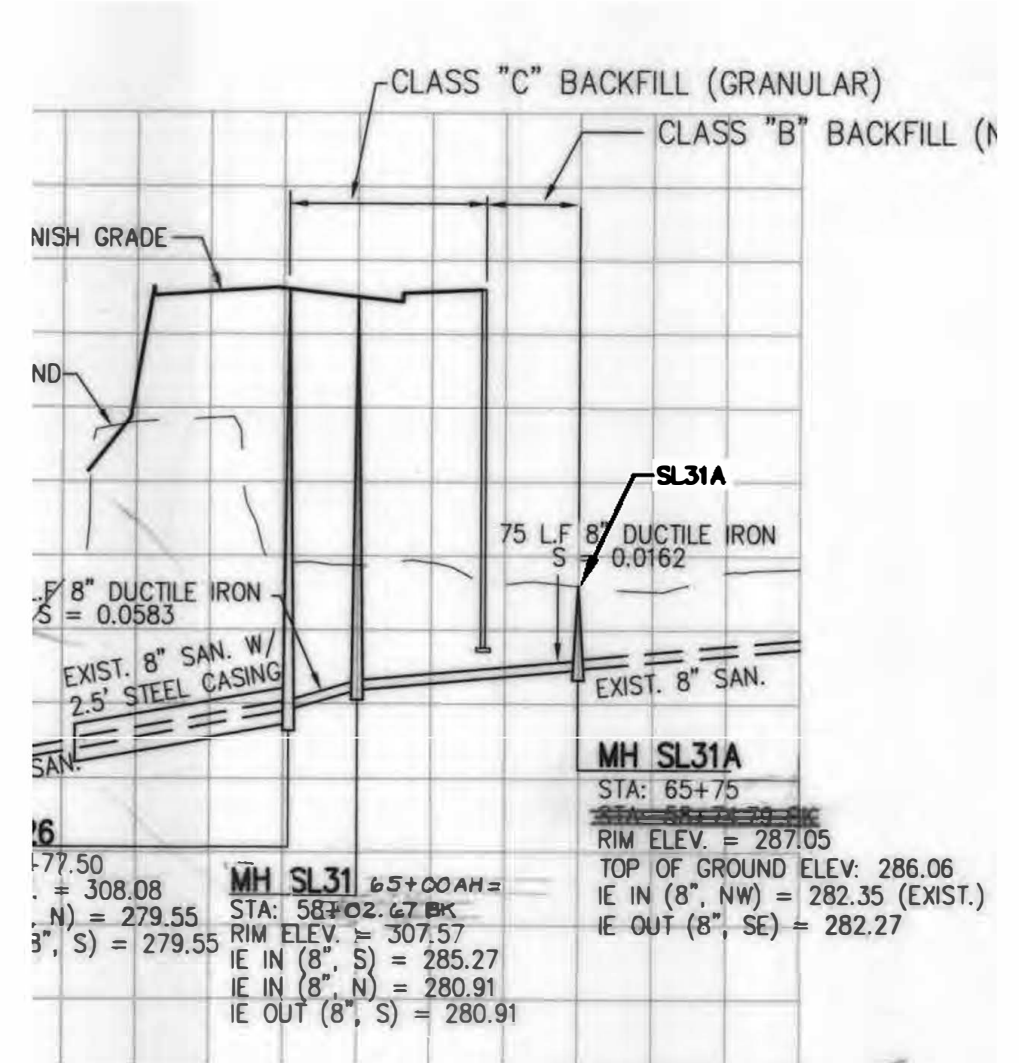 CLASS "C" BACKFILL (GRANULAR)
CLASS "B" BACKFILL (N
NISH GRADE
ND
SL31A
75 L.F 8" DUCTILE IRON
S = 0.0162
L.F 8" DUCTILE IRON
S = 0.0583
EXIST. 8" SAN. W/
2.5' STEEL CASING
EXIST. 8" SAN.
SAN.
MH SL31A
STA: 65+75
RIM ELEV. = 287.05
TOP OF GROUND ELEV: 286.06
IE IN (8", NW) = 282.35 (EXIST.)
IE OUT (8", SE) = 282.27
26
+77.50
. = 308.08
, N) = 279.55
8", S) = 279.55
MH SL31 65+00AH=
STA: 58+02.67 BK
RIM ELEV. = 307.57
IE IN (8", S) = 285.27
IE IN (8", N) = 280.91
IE OUT (8", S) = 280.91